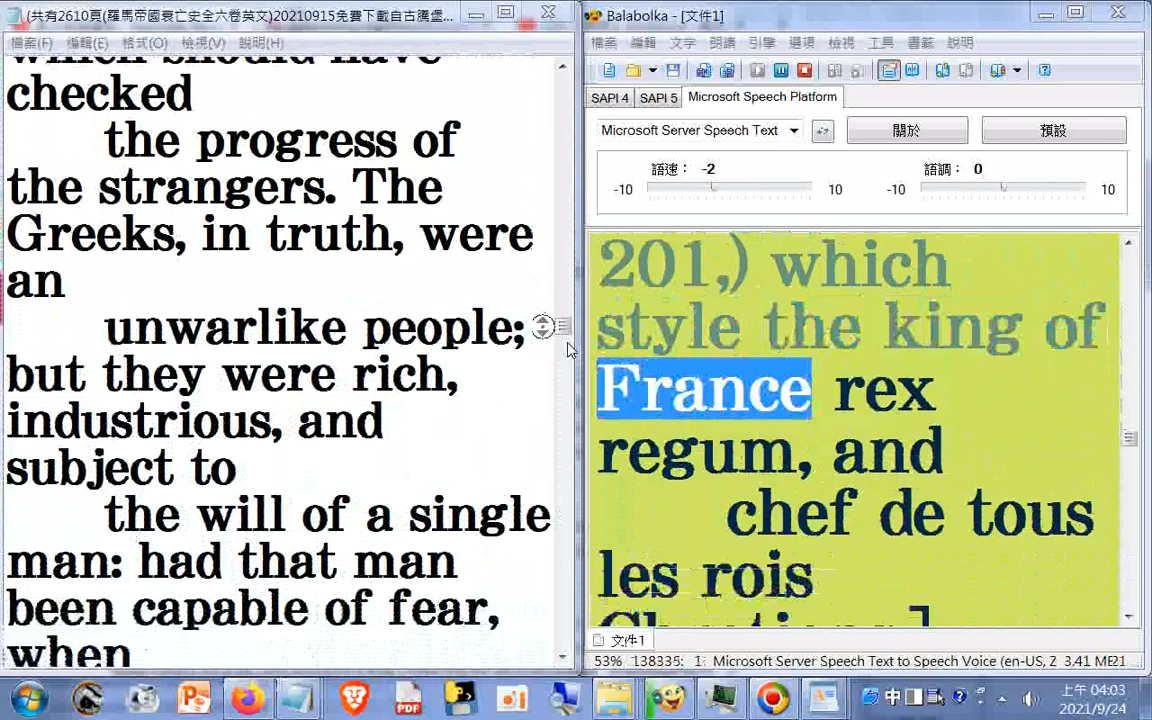 (共有2610頁(羅馬帝國衰亡史全六卷英文)20210915免費下載自古騰堡...
檔案(F) 編輯(E) 格式(O) 檢視(V) 說明(H)
which should have
checked
the progress of
the strangers. The
Greeks, in truth, were
an
unwarlike people;
but they were rich,
industrious, and
subject to
the will of a single
man: had that man
been capable of fear,
when
Balabolka - [文件1]
檔案 編輯 文字 朗讀 引擎 選項 檢視 工具 書籤 說明
SAPI 4 SAPI 5 Microsoft Speech Platform
Microsoft Server Speech Text 關於 預設
語速: -2 語調: 0
-10 10 -10 10
201,) which
style the king of
France rex
regum, and
chef de tous
les rois
文件1
53% 138335: 1: Microsoft Server Speech Text to Speech Voice (en-US, 2 3,41 ME21
中 上午 04:03
2021/9/24